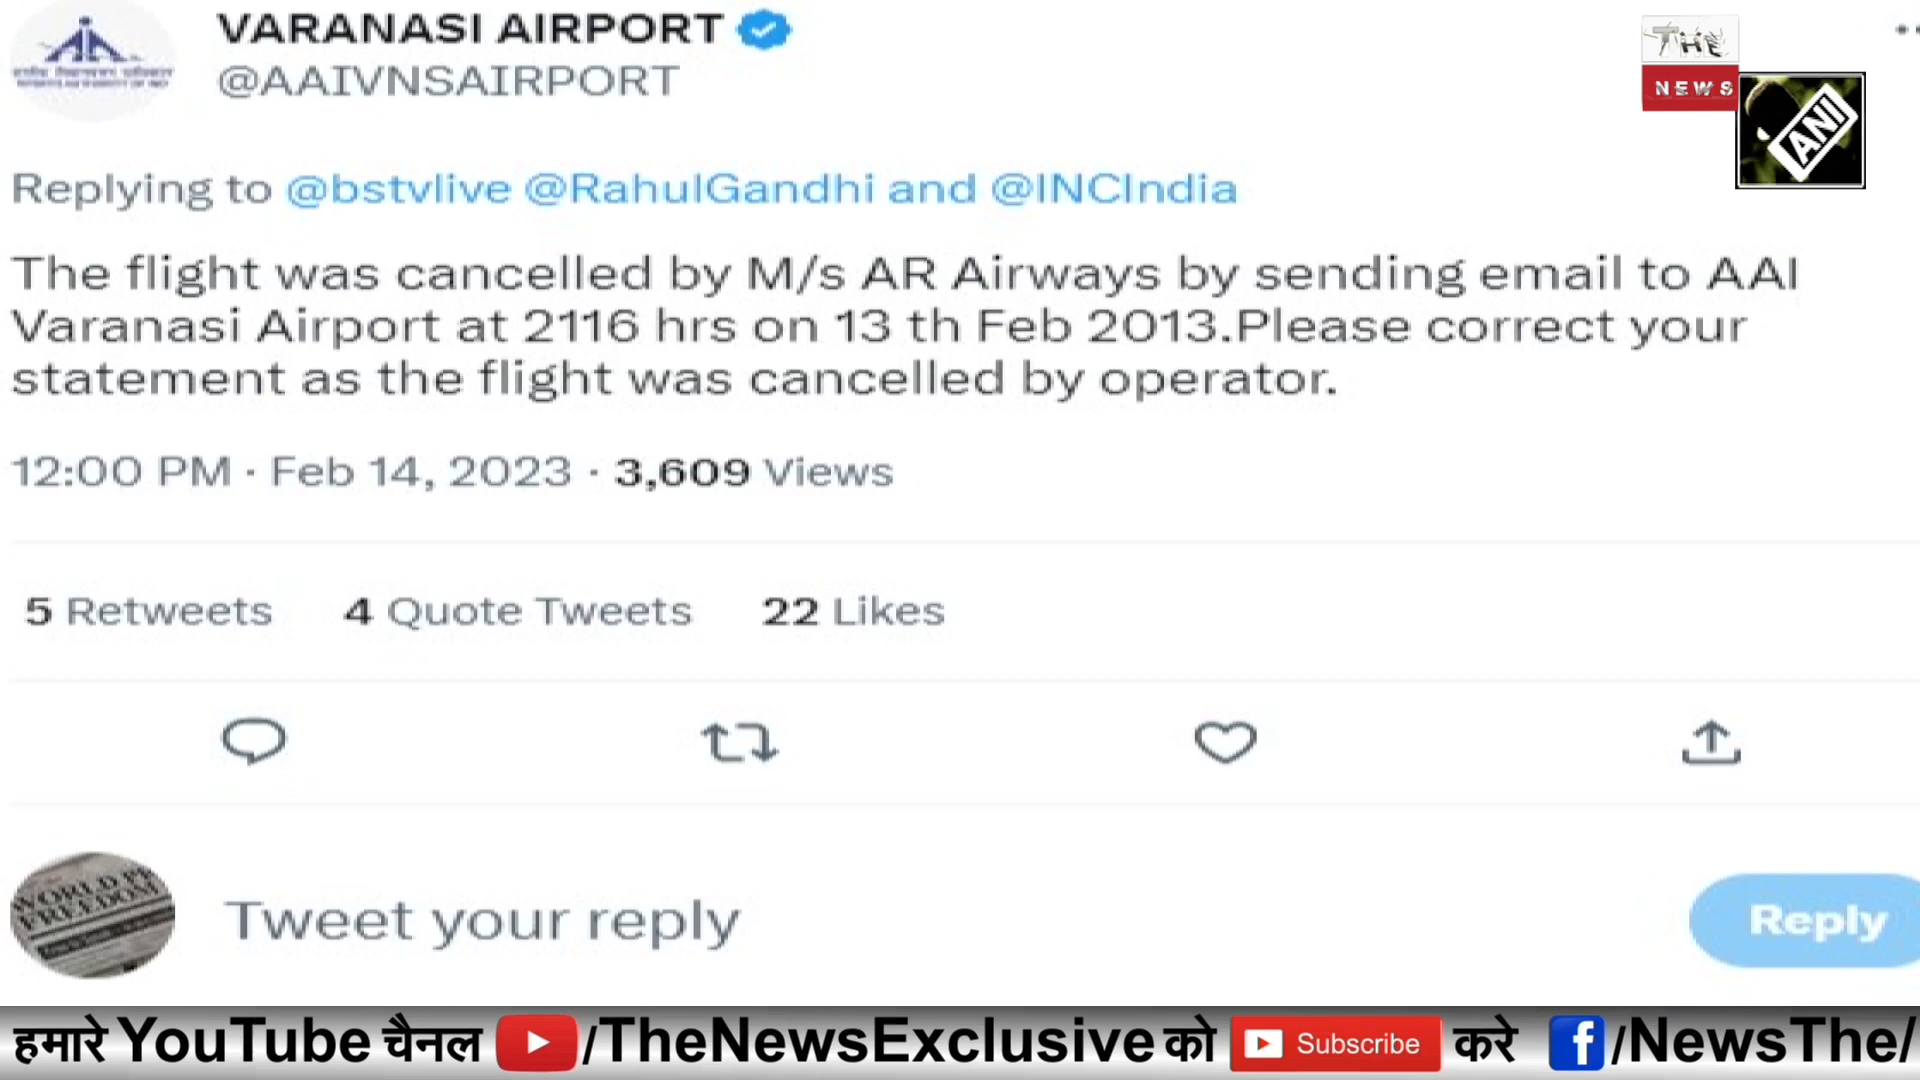 VARANASI AIRPORT
@AAIVNSAIRPORT
THE
NEWS
ANI
Replying to @bstvlive @RahulGandhi and @INCIndia
The flight was cancelled by M/s AR Airways by sending email to AAI
Varanasi Airport at 2116 hrs on 13 th Feb 2013.Please correct your
statement as the flight was cancelled by operator.
12:00 PM · Feb 14, 2023 · 3,609 Views
5 Retweets 4 Quote Tweets 22 Likes
WORLD PR
FREEDOM
Tweet your reply
Reply
हमारे YouTube चैनल /TheNewsExclusive को Subscribe करे f/NewsThe/